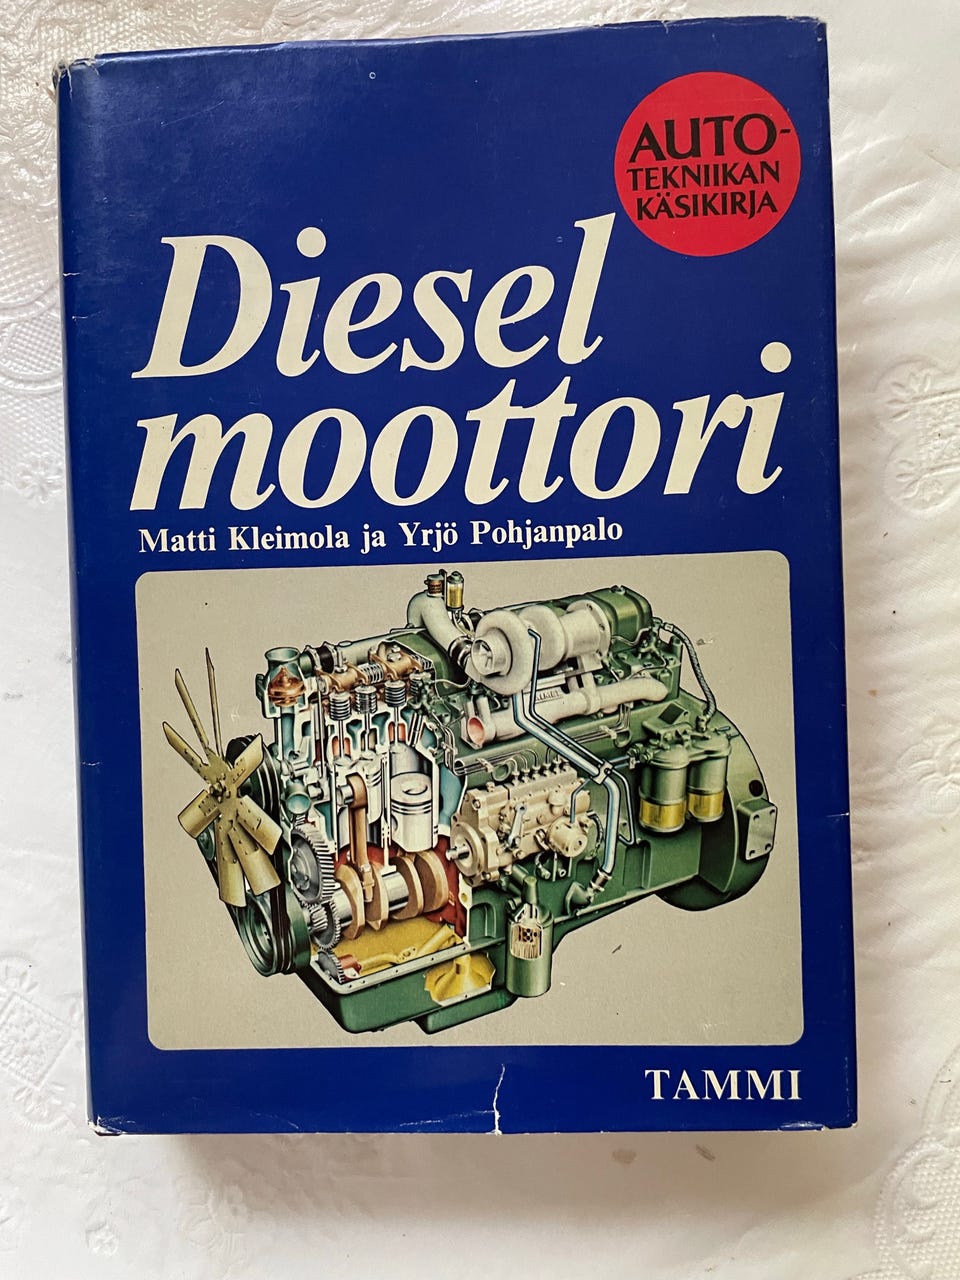 AUTO-
TEKNIIKAN
KÄSIKIRJA
Diesel
moottori
Matti Kleimola ja Yrjö Pohjanpalo
TAMMI